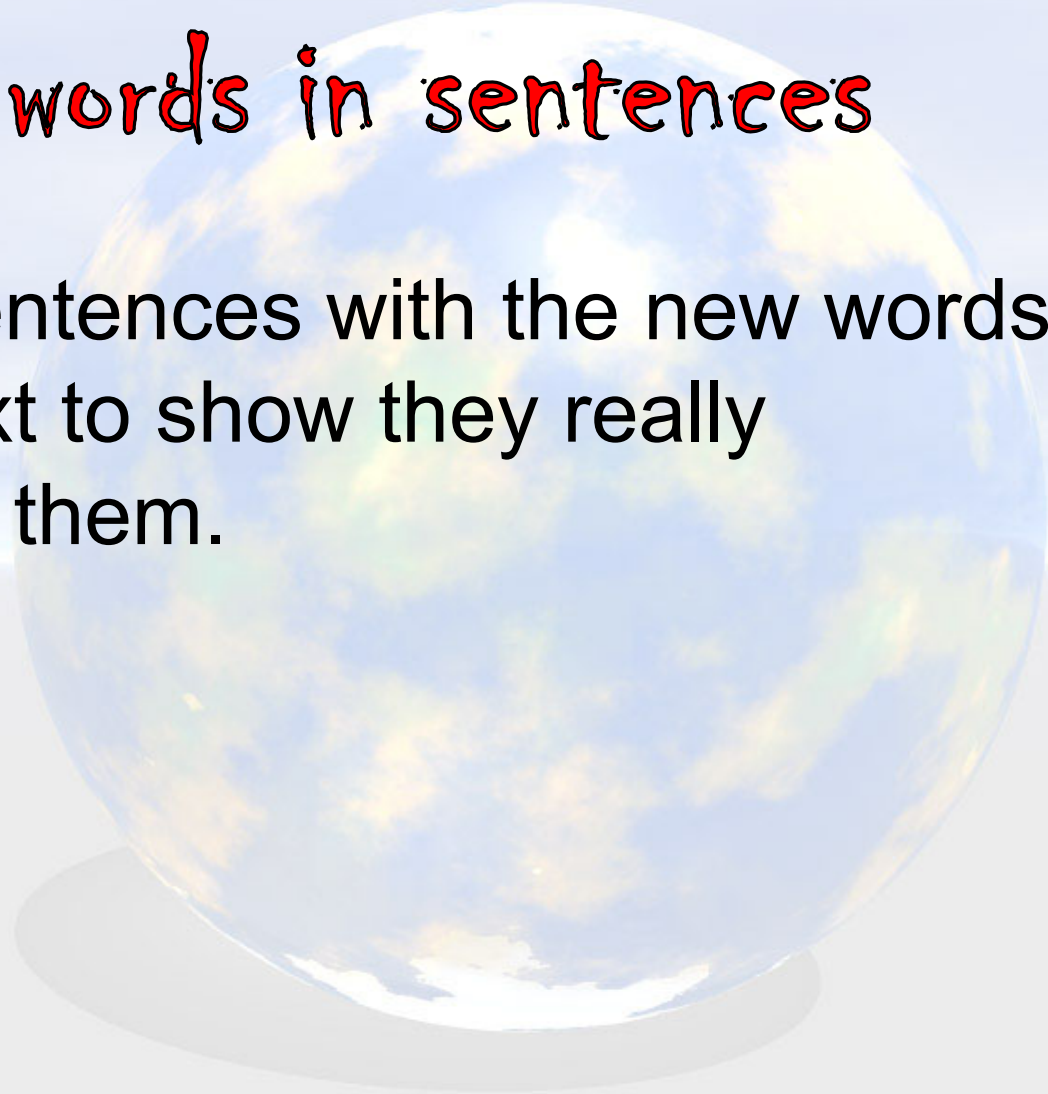 words in sentences
entences with the new words
xt to show they really
them.